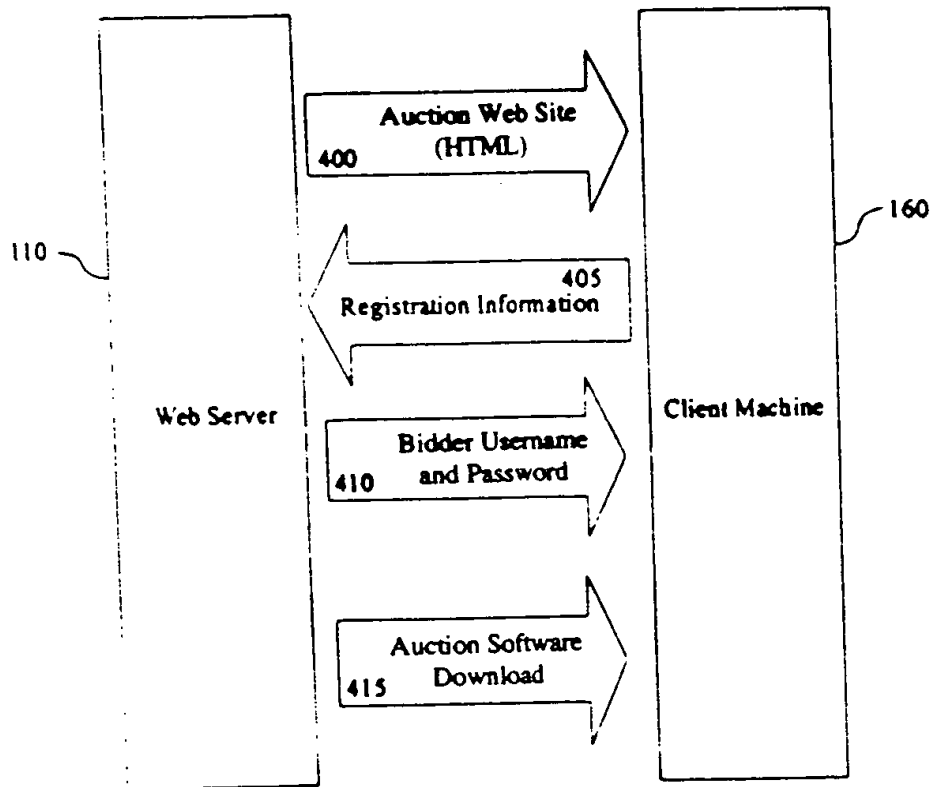 Auction Web Site
(HTML)
400
160
110
405
Registration Information
Web Server
Client Machine
Bidder Username
and Password
410
Auction Software
Download
415